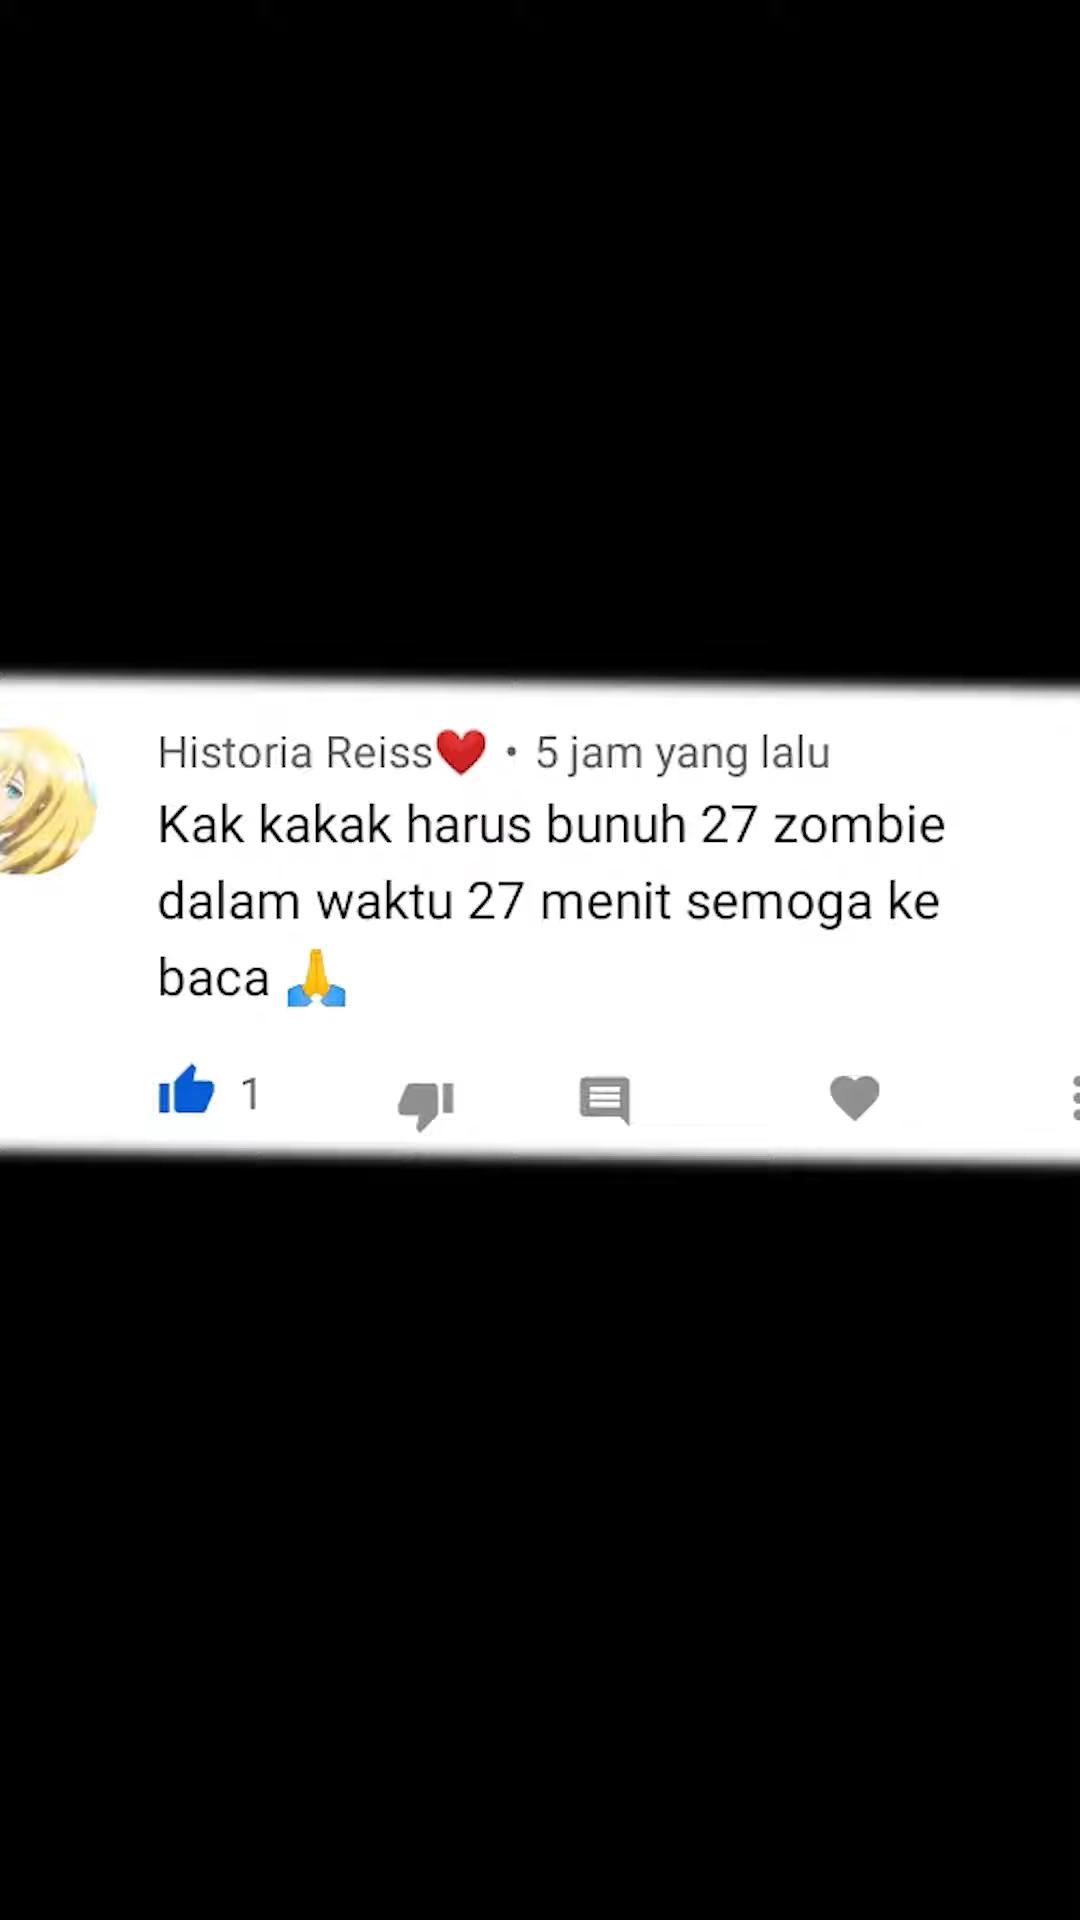 Historia Reiss❤️ • 5 jam yang lalu
Kak kakak harus bunuh 27 zombie
dalam waktu 27 menit semoga ke
baca 🙏
1